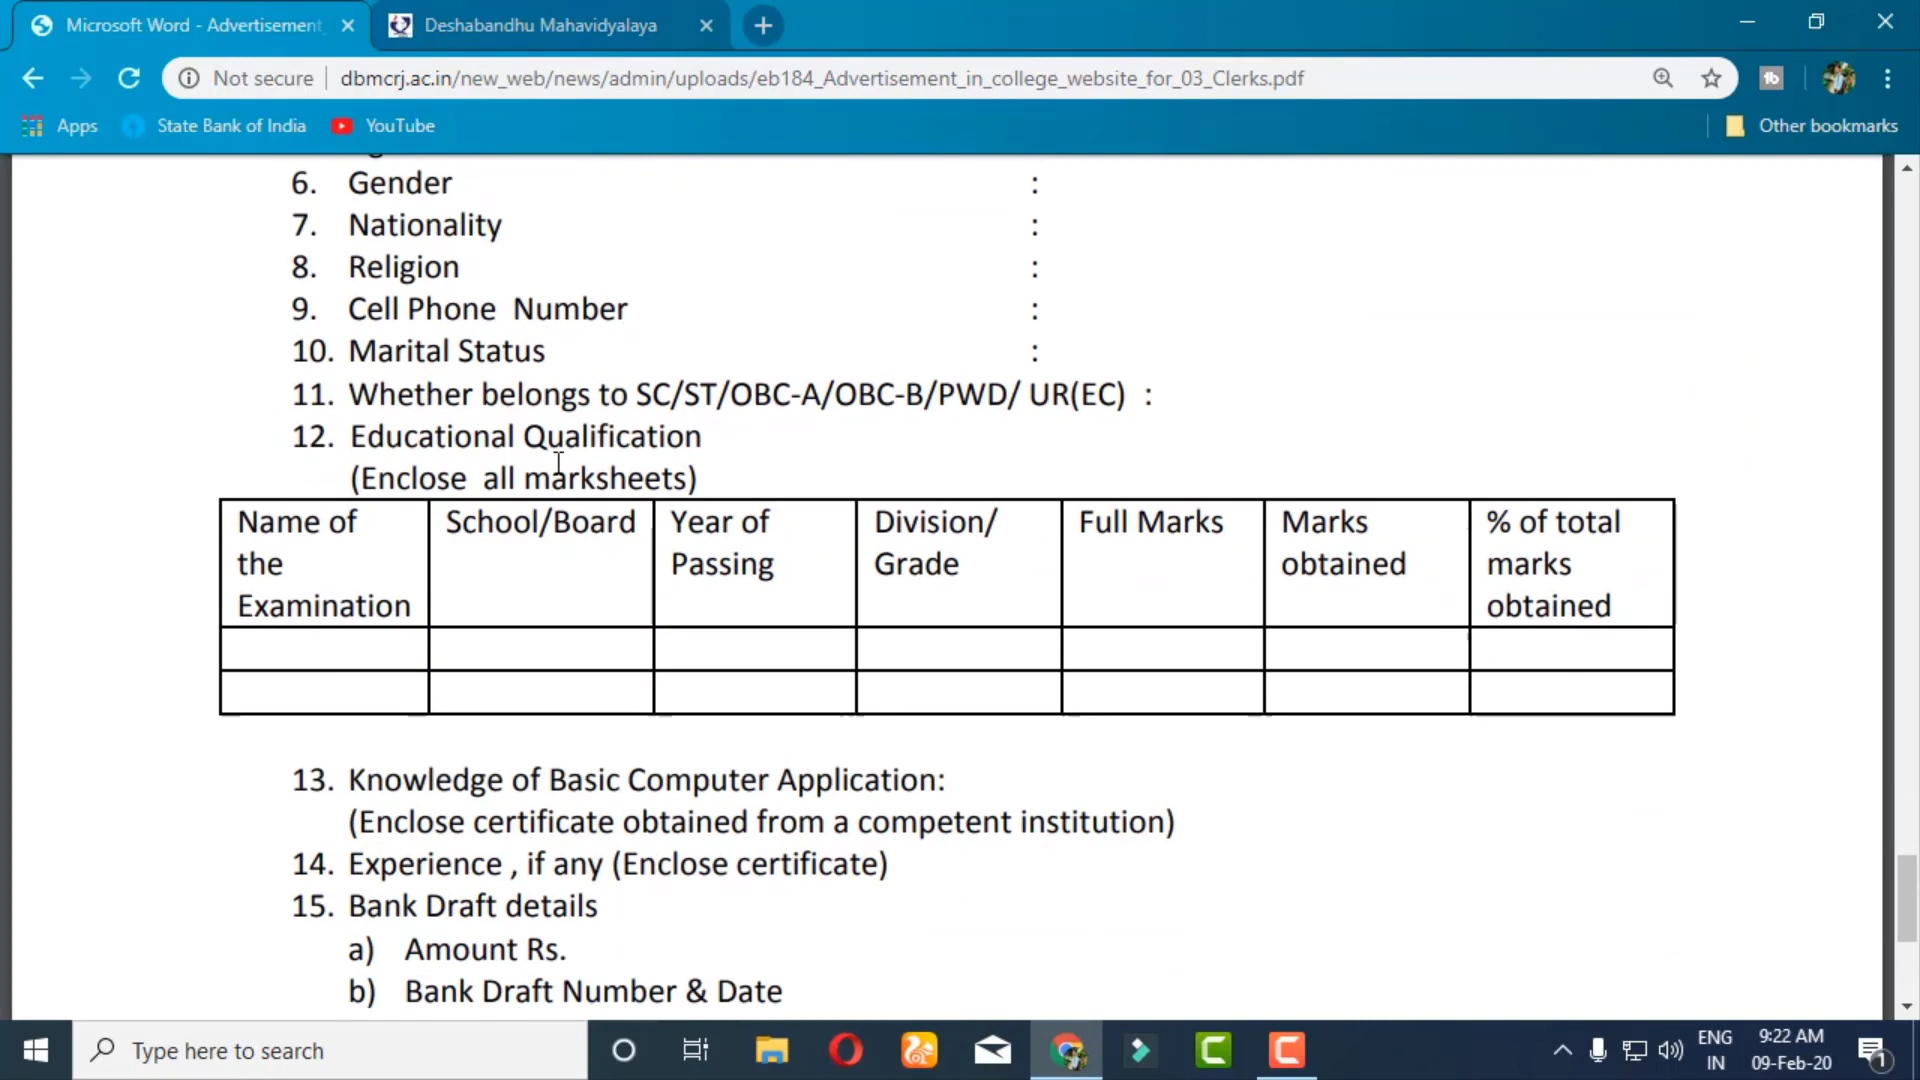 Microsoft Word - Advertisement
Deshabandhu Mahavidyalaya
Not secure
dbmcrj.ac.in/new_web/news/admin/uploads/eb184_Advertisement_in_college_website_for_03_Clerks.pdf
Apps
State Bank of India
YouTube
Other bookmarks
6. Gender :
7. Nationality :
8. Religion :
9. Cell Phone Number :
10. Marital Status :
11. Whether belongs to SC/ST/OBC-A/OBC-B/PWD/ UR(EC) :
12. Educational Qualification
(Enclose all marksheets)
Name of the Examination
School/Board
Year of Passing
Division/ Grade
Full Marks
Marks obtained
% of total marks obtained
13. Knowledge of Basic Computer Application:
(Enclose certificate obtained from a competent institution)
14. Experience , if any (Enclose certificate)
15. Bank Draft details
a) Amount Rs.
b) Bank Draft Number & Date
Type here to search
ENG
IN
9:22 AM
09-Feb-20
1